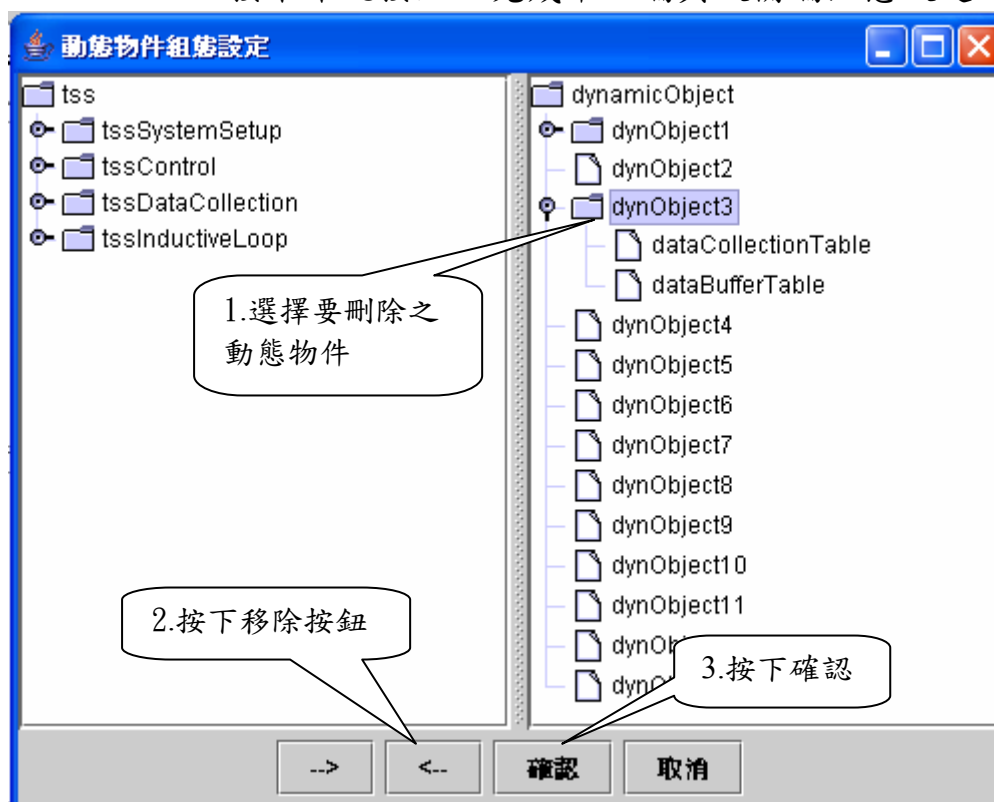 動態物件組態設定
tss
tssSystemSetup
tssControl
tssDataCollection
tssInductiveLoop
dynamicObject
dynObject1
dynObject2
dynObject3
dataCollectionTable
dataBufferTable
dynObject4
dynObject5
dynObject6
dynObject7
dynObject8
dynObject9
dynObject10
dynObject11
1.選擇要刪除之
動態物件
2.按下移除按鈕
3.按下確認
-->
<--
確認
取消